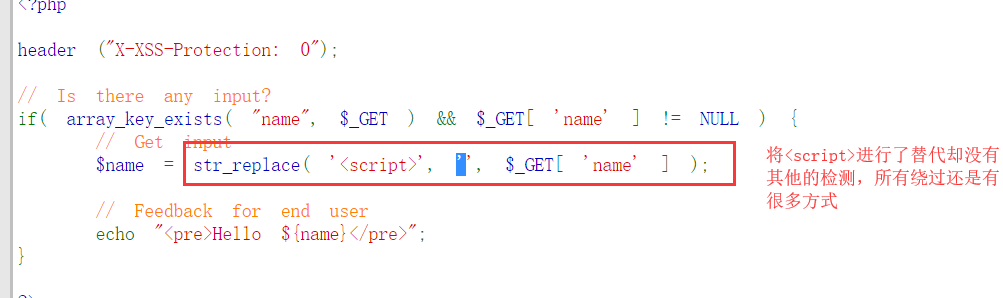 <?php
header ("X-XSS-Protection: 0");
// Is there any input?
if( array_key_exists( "name", $_GET ) && $_GET[ 'name' ] != NULL ) {
// Get input
$name = str_replace( '<script>', '', $_GET[ 'name' ] );
将<script>进行了替代却没有
其他的检测，所有绕过还是有
很多方式
// Feedback for end user
echo "<pre>Hello ${name}</pre>";
}
?>